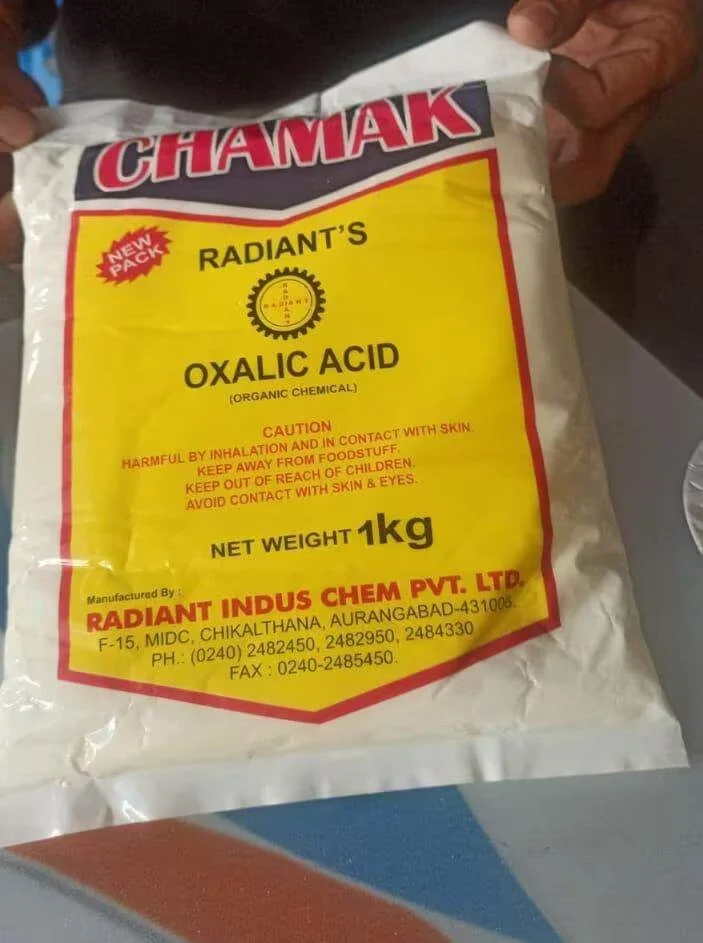 CHAMAK
NEW
PACK
RADIANT'S
RADIANT
OXALIC ACID
(ORGANIC CHEMICAL)
CAUTION
HARMFUL BY INHALATION AND IN CONTACT WITH SKIN.
KEEP AWAY FROM FOODSTUFF.
KEEP OUT OF REACH OF CHILDREN.
AVOID CONTACT WITH SKIN & EYES.
NET WEIGHT 1kg
Manufactured By :
RADIANT INDUS CHEM PVT. LTD.
F-15, MIDC, CHIKALTHANA, AURANGABAD-431006.
PH.: (0240) 2482450, 2482950, 2484330
FAX : 0240-2485450.